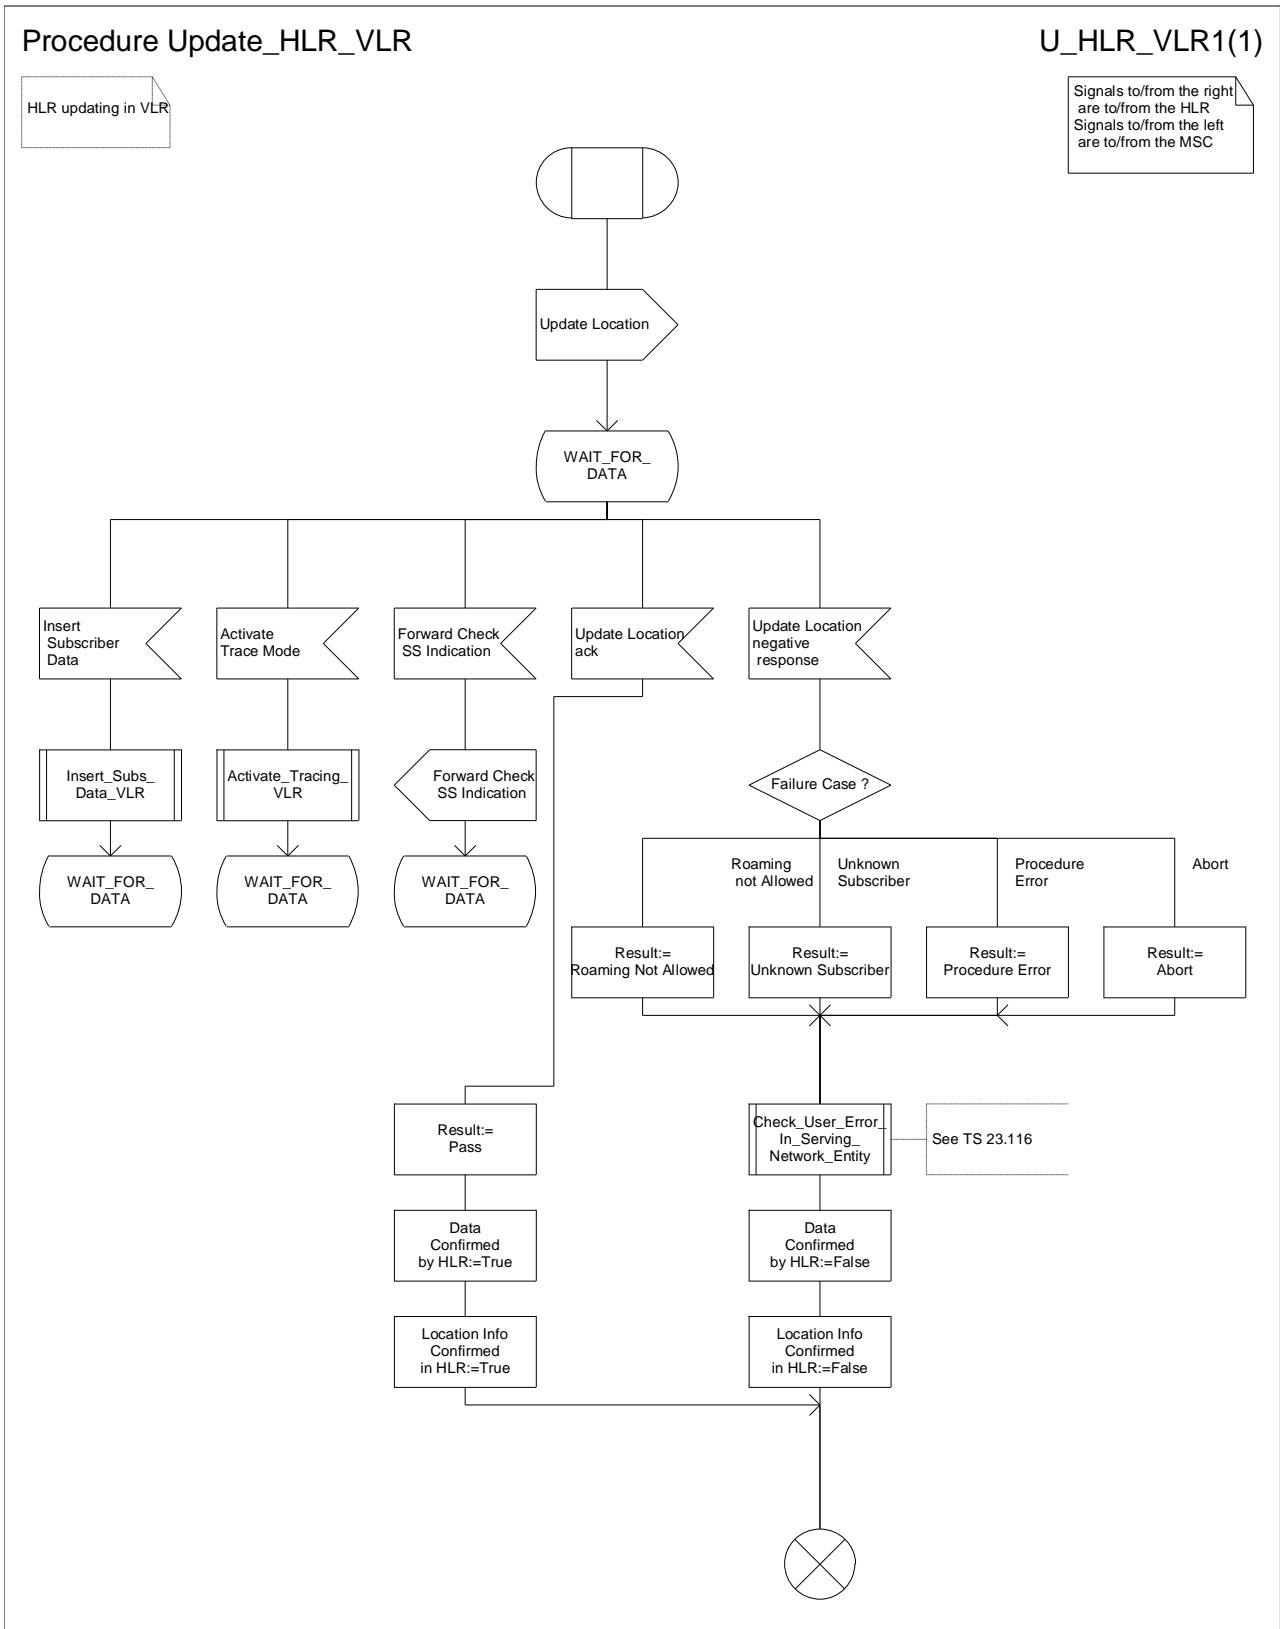 Procedure Update_HLR_VLR
U_HLR_VLR1(1)
HLR updating in VLR
Signals to/from the right
are to/from the HLR
Signals to/from the left
are to/from the MSC
Update Location
WAIT_FOR_
DATA
Insert
Subscriber
Data
Activate
Trace Mode
Forward Check
SS Indication
Update Location
ack
Update Location
negative
response
Insert_Subs_
Data_VLR
Activate_Tracing_
VLR
Forward Check
SS Indication
Failure Case ?
WAIT_FOR_
DATA
WAIT_FOR_
DATA
WAIT_FOR_
DATA
Roaming
not Allowed
Unknown
Subscriber
Procedure
Error
Abort
Result:=
Roaming Not Allowed
Result:=
Unknown Subscriber
Result:=
Procedure Error
Result:=
Abort
Result:=
Pass
Check_User_Error_
In_Serving_
Network_Entity
See TS 23.116
Data
Confirmed
by HLR:=True
Data
Confirmed
by HLR:=False
Location Info
Confirmed
in HLR:=True
Location Info
Confirmed
in HLR:=False